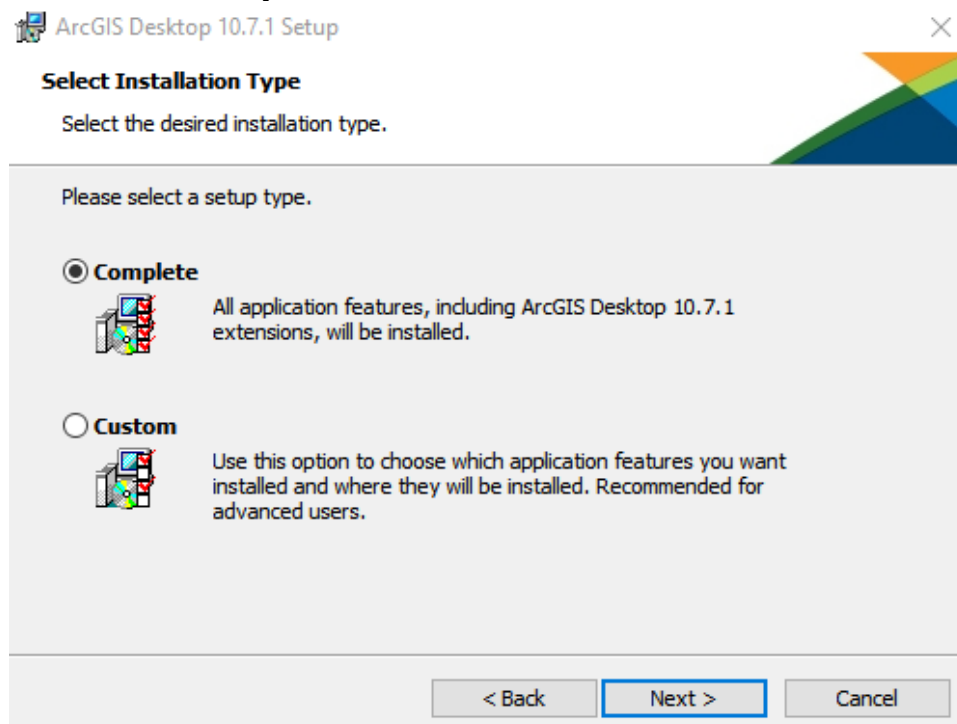 ArcGIS Desktop 10.7.1 Setup
Select Installation Type
Select the desired installation type.
Please select a setup type.
Complete
All application features, including ArcGIS Desktop 10.7.1
extensions, will be installed.
Custom
Use this option to choose which application features you want
installed and where they will be installed. Recommended for
advanced users.
< Back
Next >
Cancel